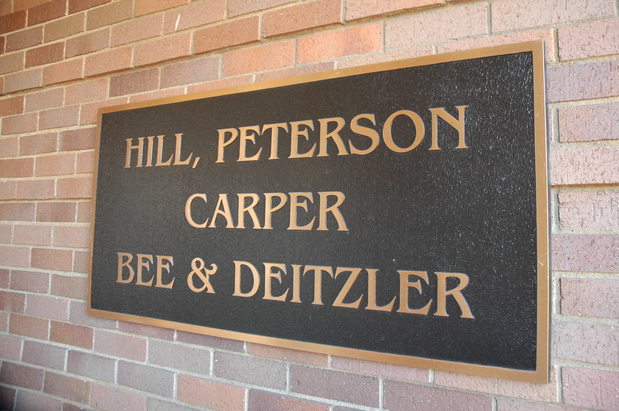 HILL, PETERSON
CARPER
BEE & DEITZLER